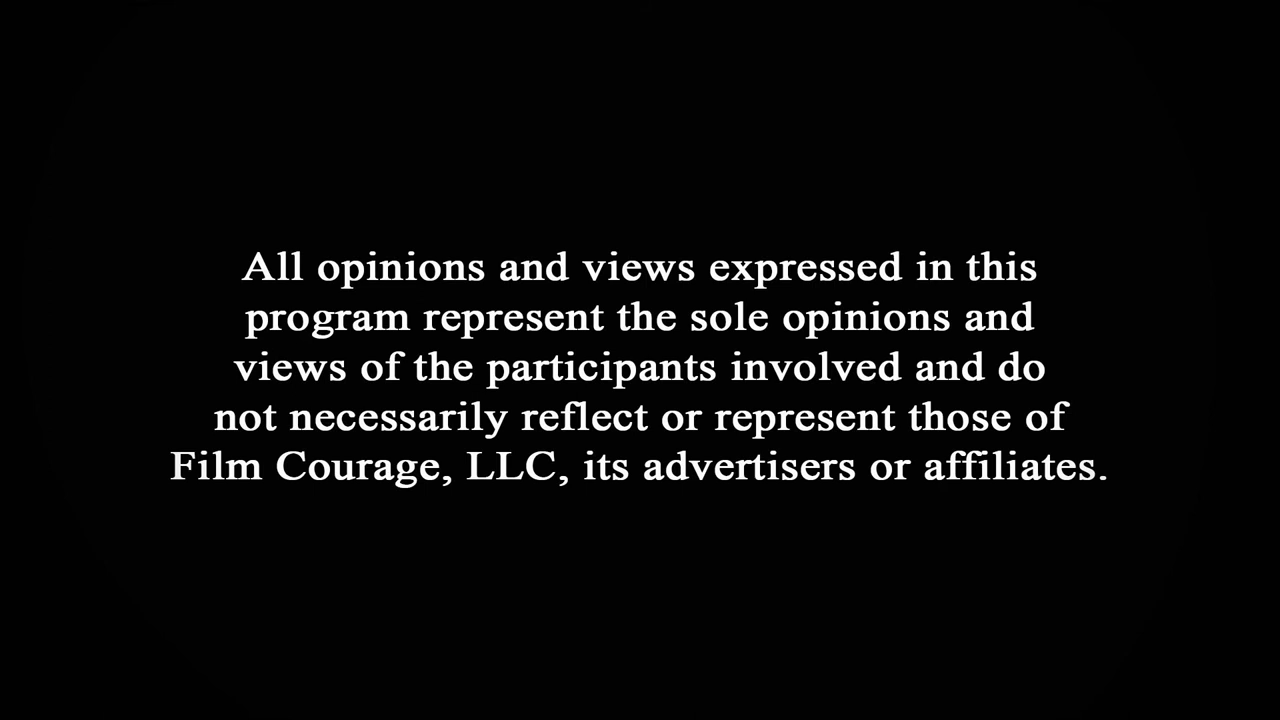 All opinions and views expressed in this
program represent the sole opinions and
views of the participants involved and do
not necessarily reflect or represent those of
Film Courage, LLC, its advertisers or affiliates.